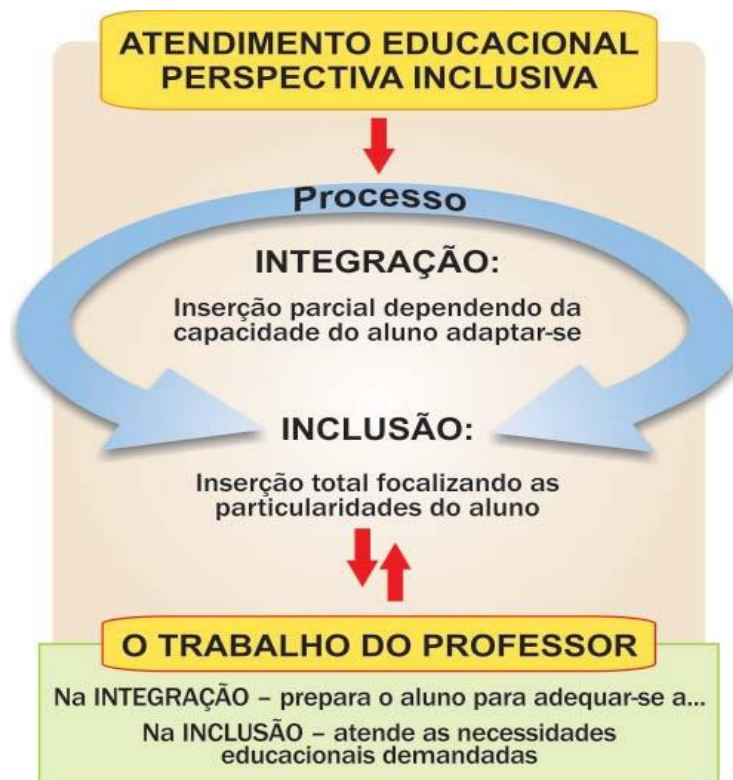 ATENDIMENTO EDUCACIONAL
PERSPECTIVA INCLUSIVA
Processo
INTEGRAÇÃO:
Inserção parcial dependendo da
capacidade do aluno adaptar-se
INCLUSÃO:
Inserção total focalizando as
particularidades do aluno
O TRABALHO DO PROFESSOR
Na INTEGRAÇÃO – prepara o aluno para adequar-se a...
Na INCLUSÃO – atende as necessidades
educacionais demandadas